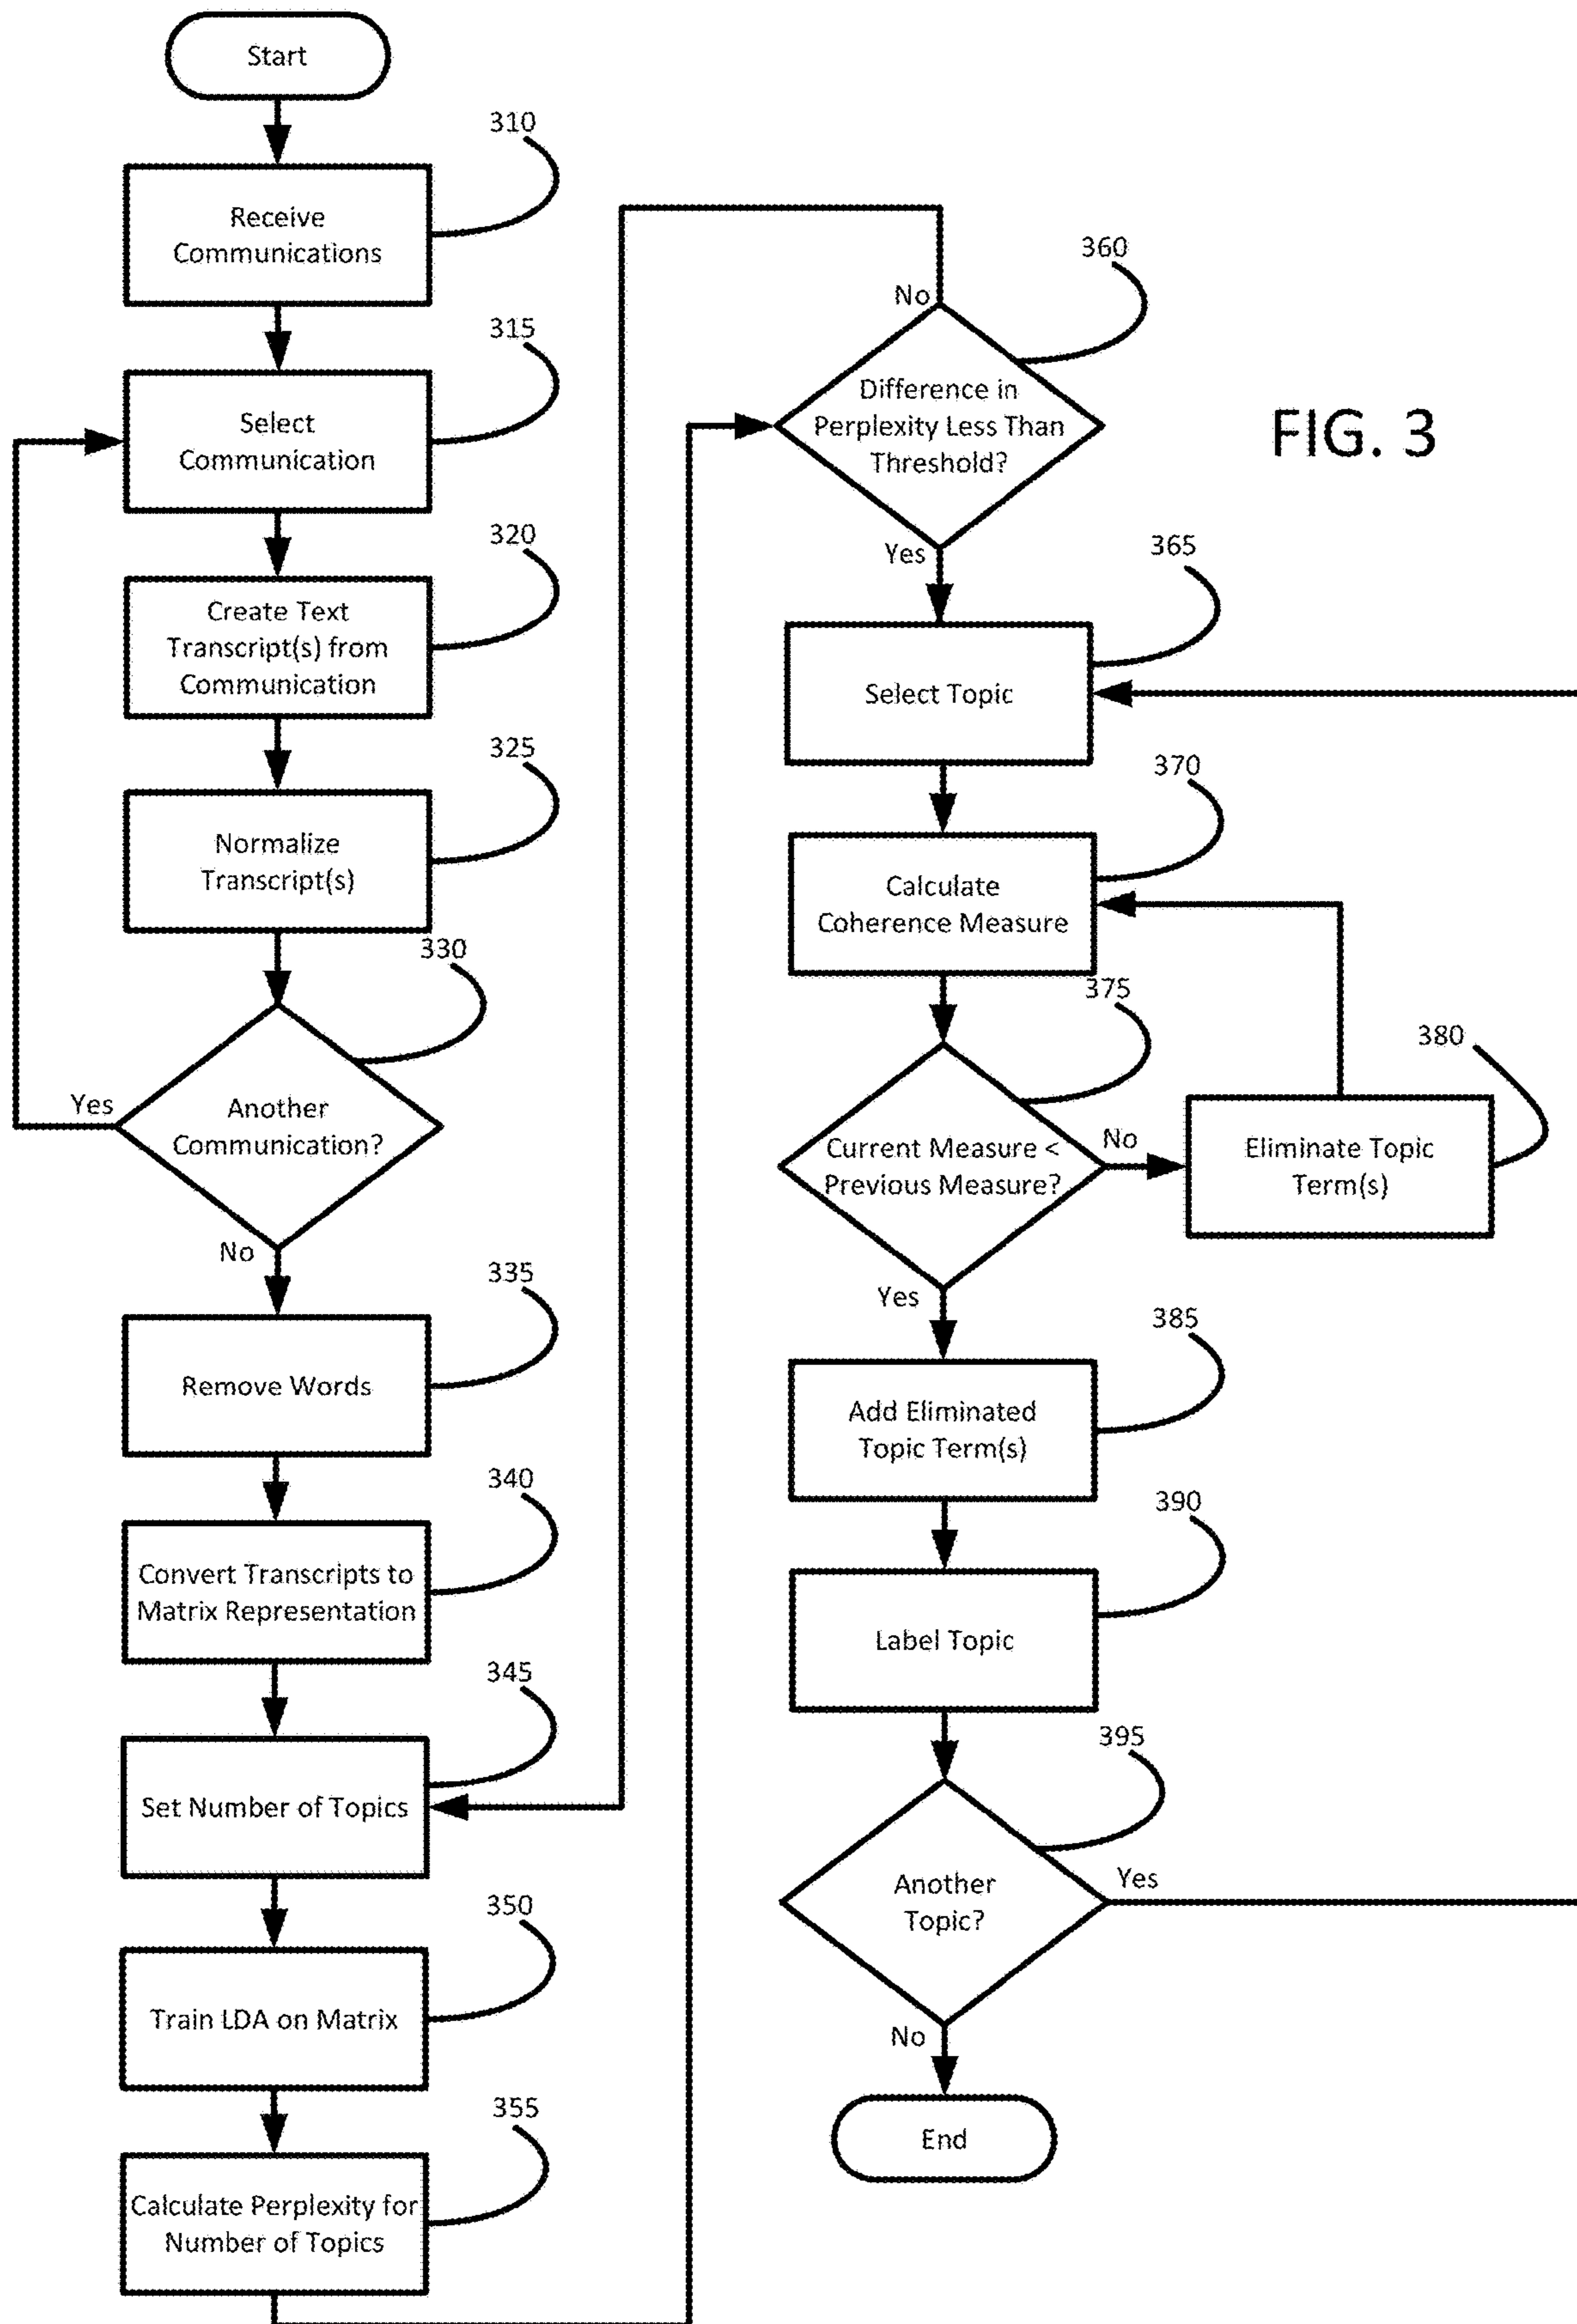 Start
310
Receive
Communications
315
Select
Communication
320
Create Text
Transcript(s) from
Communication
325
Normalize
Transcript(s)
330
Yes
Another
Communication?
No
335
Remove Words
340
Convert Transcripts to
Matrix Representation
345
Set Number of Topics
350
Train LDA on Matrix
355
Calculate Perplexity for
Number of Topics
360
No
Difference in
Perplexity Less Than
Threshold?
FIG. 3
Yes
365
Select Topic
370
Calculate
Coherence Measure
375
Current Measure <
Previous Measure?
No
380
Eliminate Topic
Term(s)
Yes
385
Add Eliminated
Topic Term(s)
390
Label Topic
395
Another
Topic?
Yes
No
End